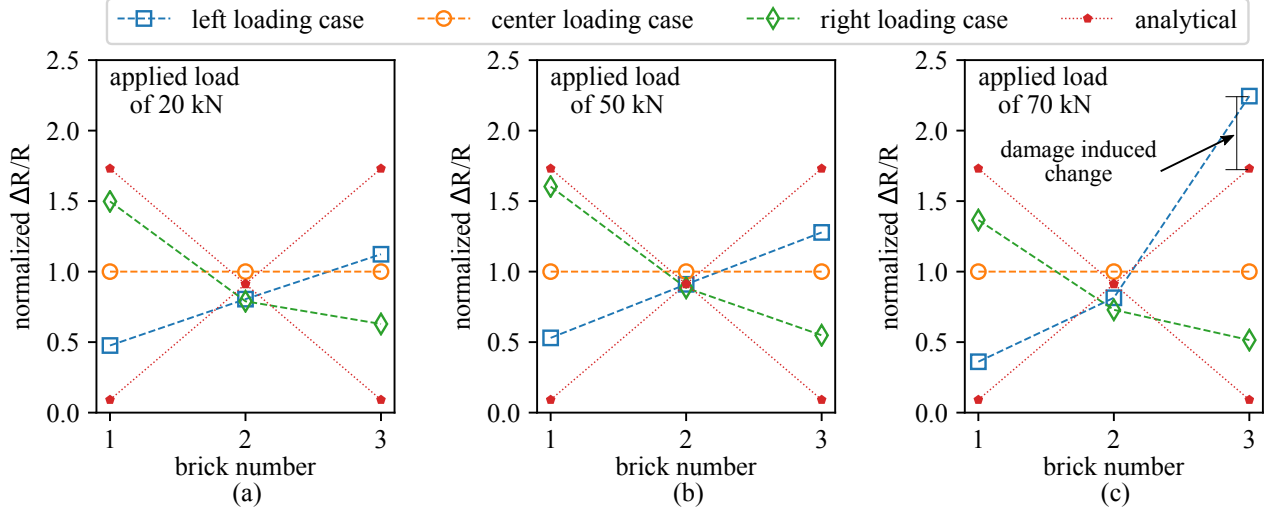 left loading case center loading case right loading case analytical
applied load
of 20 kN
2.5
2.0
1.5
1.0
0.5
0.0
normalized ΔR/R
1 2 3
brick number
(a)
applied load
of 50 kN
2.5
2.0
1.5
1.0
0.5
0.0
normalized ΔR/R
1 2 3
brick number
(b)
applied load
of 70 kN
damage induced
change
2.5
2.0
1.5
1.0
0.5
0.0
normalized ΔR/R
1 2 3
brick number
(c)